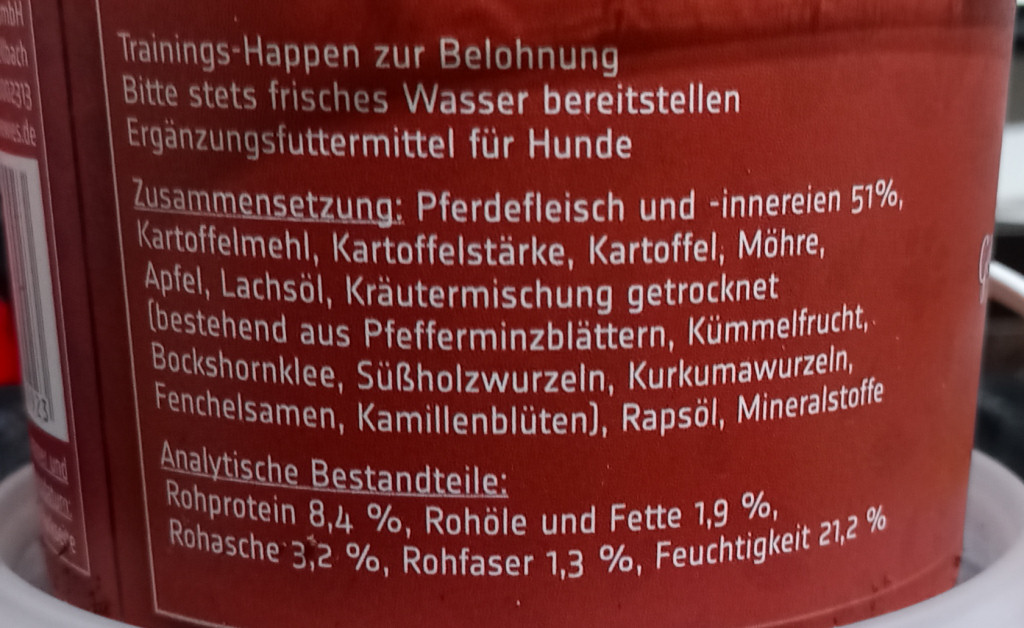 Trainings-Happen zur Belohnung
Bitte stets frisches Wasser bereitstellen
Ergänzungsfuttermittel für Hunde
Zusammensetzung: Pferdefleisch und -innereien 51%,
Kartoffelmehl, Kartoffelstärke, Kartoffel, Möhre,
Apfel, Lachsöl, Kräutermischung getrocknet
(bestehend aus Pfefferminzblättern, Kümmelfrucht,
Bockshornklee, Süßholzwurzeln, Kurkumawurzeln,
Fenchelsamen, Kamillenblüten), Rapsöl, Mineralstoffe
Analytische Bestandteile:
Rohprotein 8,4 %, Rohöle und Fette 1,9 %,
Rohasche 3,2 %, Rohfaser 1,3 %, Feuchtigkeit 21,2 %